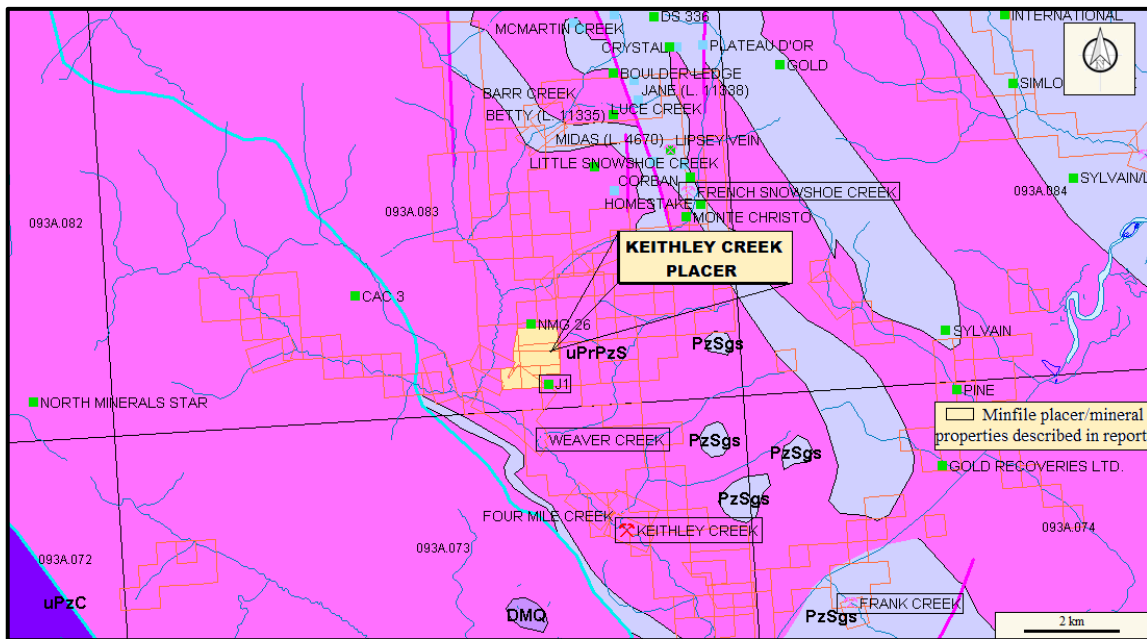 INTERNATIONAL
DS 336
MCMARTIN CREEK
CRYSTAL
PLATEAU D'OR
GOLD
N
BOULDER LEDGE
SIMLO
JANE (L. 11338)
BARR CREEK
LUCE CREEK
BETTY (L. 11335)
MIDAS (L. 4670)
LIPSEY VEIN
LITTLE SNOWSHOE CREEK
CORBAN
SYLVAIN/L
FRENCH SNOWSHOE CREEK
093A.084
HOMESTAKE
093A.083
MONTE CHRISTO
093A.082
KEITHLEY CREEK
PLACER
CAC 3
NMG 26
SYLVAIN
uPrPzS
PzSgs
J1
PINE
NORTH MINERALS STAR
Minfile placer/mineral
properties described in report
WEAVER CREEK
PzSgs
PzSgs
GOLD RECOVERIES LTD.
PzSgs
FOUR MILE CREEK
KEITHLEY CREEK
093A.074
093A.073
093A.072
uPzC
FRANK CREEK
DMQ
PzSgs
2 km